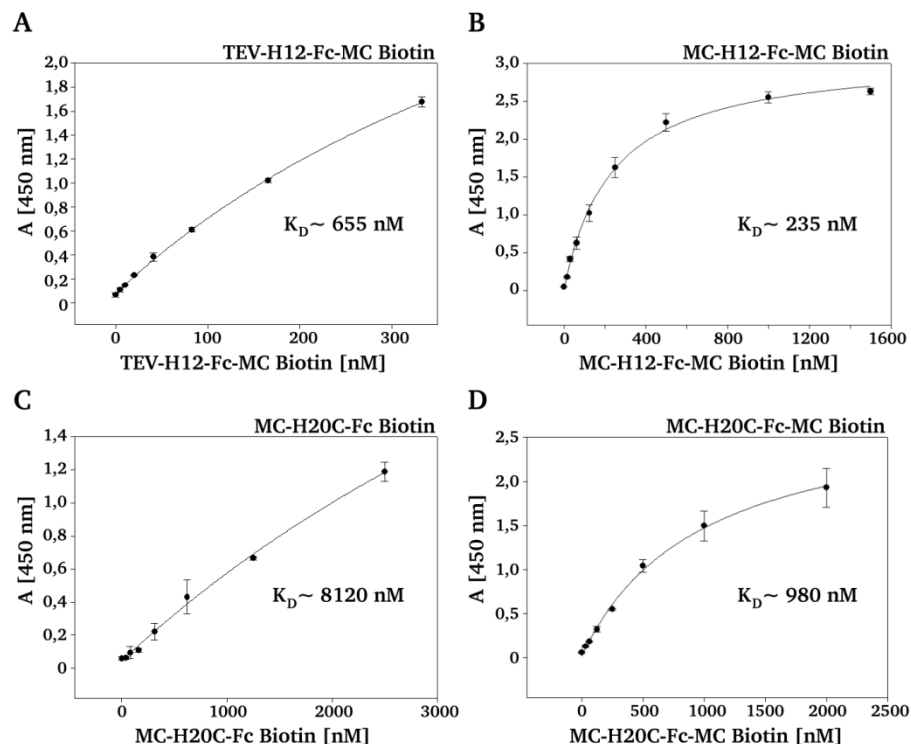 A
TEV-H12-Fc-MC Biotin
2,0
1,8
1,6
1,4
1,2
1,0
0,8
0,6
0,4
0,2
0
A [450 nm]
K_D~ 655 nM
0 100 200 300
TEV-H12-Fc-MC Biotin [nM]
B
MC-H12-Fc-MC Biotin
3,0
2,5
2,0
1,5
1,0
0,5
0
A [450 nm]
K_D~ 235 nM
0 400 800 1200 1600
MC-H12-Fc-MC Biotin [nM]
C
MC-H20C-Fc Biotin
1,4
1,2
1,0
0,8
0,6
0,4
0,2
0
A [450 nm]
K_D~ 8120 nM
0 1000 2000 3000
MC-H20C-Fc Biotin [nM]
D
MC-H20C-Fc-MC Biotin
2,5
2,0
1,5
1,0
0,5
0
A [450 nm]
K_D~ 980 nM
0 500 1000 1500 2000 2500
MC-H20C-Fc-MC Biotin [nM]